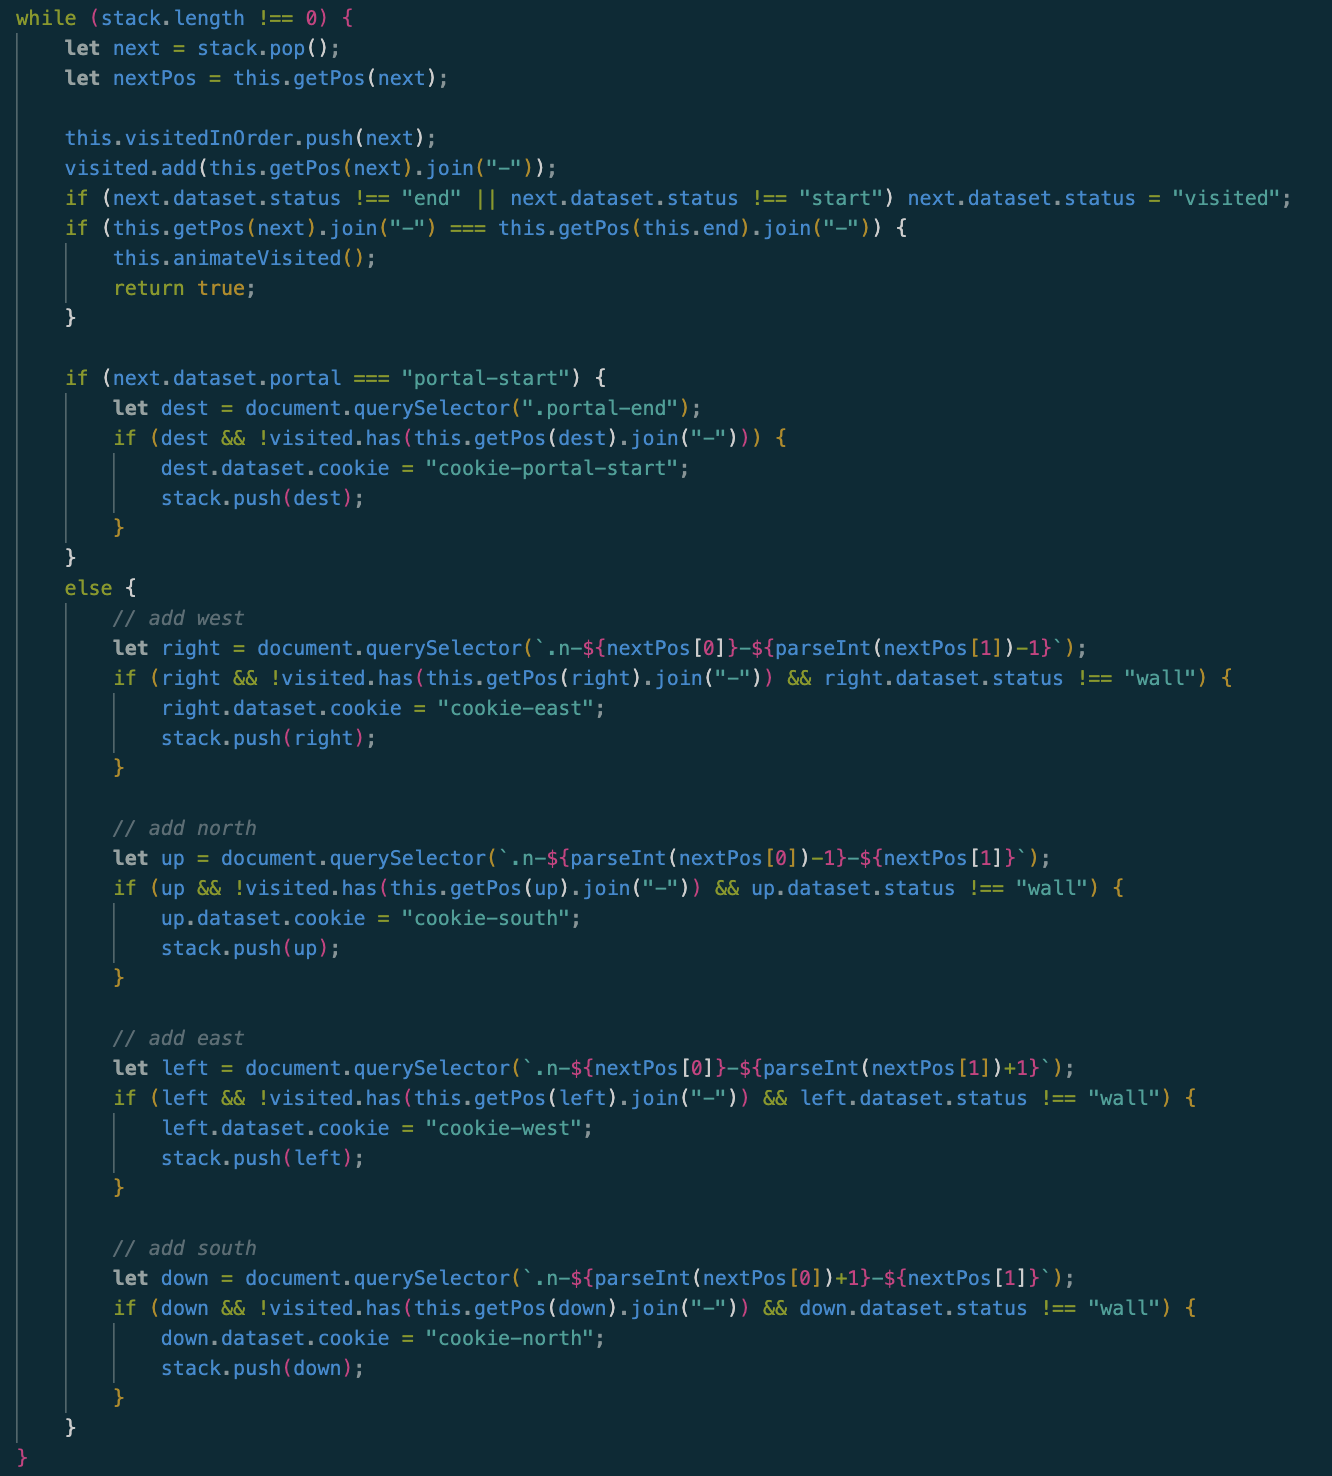 while (stack.length !== 0) {
    let next = stack.pop();
    let nextPos = this.getPos(next);

    this.visitedInOrder.push(next);
    visited.add(this.getPos(next).join("-"));
    if (next.dataset.status !== "end" || next.dataset.status !== "start") next.dataset.status = "visited";
    if (this.getPos(next).join("-") === this.getPos(this.end).join("-")) {
        this.animateVisited();
        return true;
    }

    if (next.dataset.portal === "portal-start") {
        let dest = document.querySelector(".portal-end");
        if (dest && !visited.has(this.getPos(dest).join("-"))) {
            dest.dataset.cookie = "cookie-portal-start";
            stack.push(dest);
        }
    }
    else {
        // add west
        let right = document.querySelector(`.n-${nextPos[0]}-${parseInt(nextPos[1])-1}`);
        if (right && !visited.has(this.getPos(right).join("-")) && right.dataset.status !== "wall") {
            right.dataset.cookie = "cookie-east";
            stack.push(right);
        }

        // add north
        let up = document.querySelector(`.n-${parseInt(nextPos[0])-1}-${nextPos[1]}`);
        if (up && !visited.has(this.getPos(up).join("-")) && up.dataset.status !== "wall") {
            up.dataset.cookie = "cookie-south";
            stack.push(up);
        }

        // add east
        let left = document.querySelector(`.n-${nextPos[0]}-${parseInt(nextPos[1])+1}`);
        if (left && !visited.has(this.getPos(left).join("-")) && left.dataset.status !== "wall") {
            left.dataset.cookie = "cookie-west";
            stack.push(left);
        }

        // add south
        let down = document.querySelector(`.n-${parseInt(nextPos[0])+1}-${nextPos[1]}`);
        if (down && !visited.has(this.getPos(down).join("-")) && down.dataset.status !== "wall") {
            down.dataset.cookie = "cookie-north";
            stack.push(down);
        }
    }
}